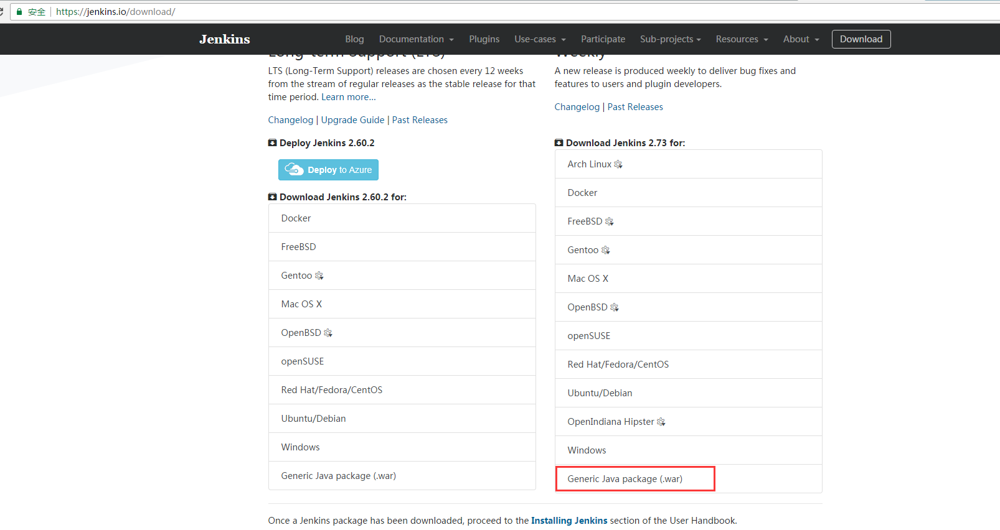 安全 https://jenkins.io/download/
Jenkins Blog Documentation Plugins Use-cases Participate Sub-projects Resources About Download
Long-term Support (LTS)
LTS (Long-Term Support) releases are chosen every 12 weeks
from the stream of regular releases as the stable release for that
time period. Learn more...
Changelog | Upgrade Guide | Past Releases
Deploy Jenkins 2.60.2
Deploy to Azure
Download Jenkins 2.60.2 for:
Docker
FreeBSD
Gentoo
Mac OS X
OpenBSD
openSUSE
Red Hat/Fedora/CentOS
Ubuntu/Debian
Windows
Generic Java package (.war)
Weekly
A new release is produced weekly to deliver bug fixes and
features to users and plugin developers.
Changelog | Past Releases
Download Jenkins 2.73 for:
Arch Linux
Docker
FreeBSD
Gentoo
Mac OS X
OpenBSD
openSUSE
Red Hat/Fedora/CentOS
Ubuntu/Debian
OpenIndiana Hipster
Windows
Generic Java package (.war)
Once a Jenkins package has been downloaded, proceed to the Installing Jenkins section of the User Handbook.